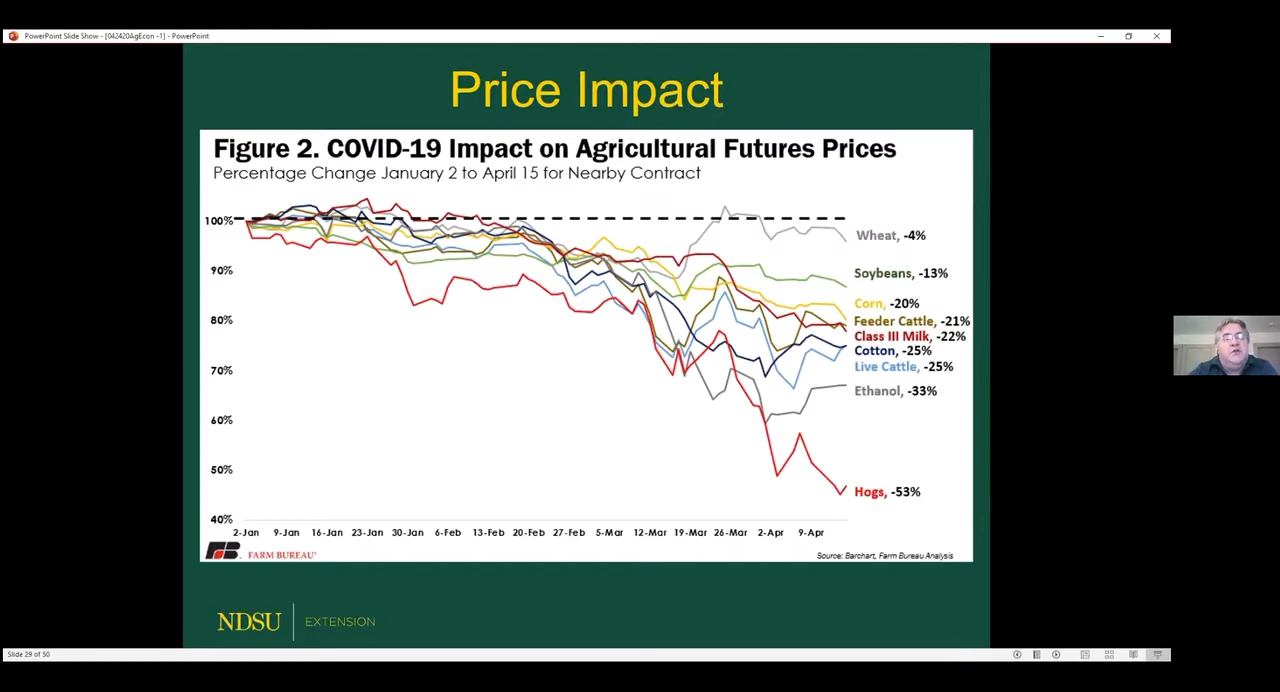 PowerPoint Slide Show - [042420AgEcon -1] - PowerPoint
Price Impact
Figure 2. COVID-19 Impact on Agricultural Futures Prices
Percentage Change January 2 to April 15 for Nearby Contract
100%
90%
80%
70%
60%
50%
40%
Wheat, -4%
Soybeans, -13%
Corn, -20%
Feeder Cattle, -21%
Class III Milk, -22%
Cotton, -25%
Live Cattle, -25%
Ethanol, -33%
Hogs, -53%
2-Jan 9-Jan 16-Jan 23-Jan 30-Jan 6-Feb 13-Feb 20-Feb 27-Feb 5-Mar 12-Mar 19-Mar 26-Mar 2-Apr 9-Apr
FARM BUREAU®
Source: Barchart, Farm Bureau Analysis
NDSU EXTENSION
Slide 29 of 50